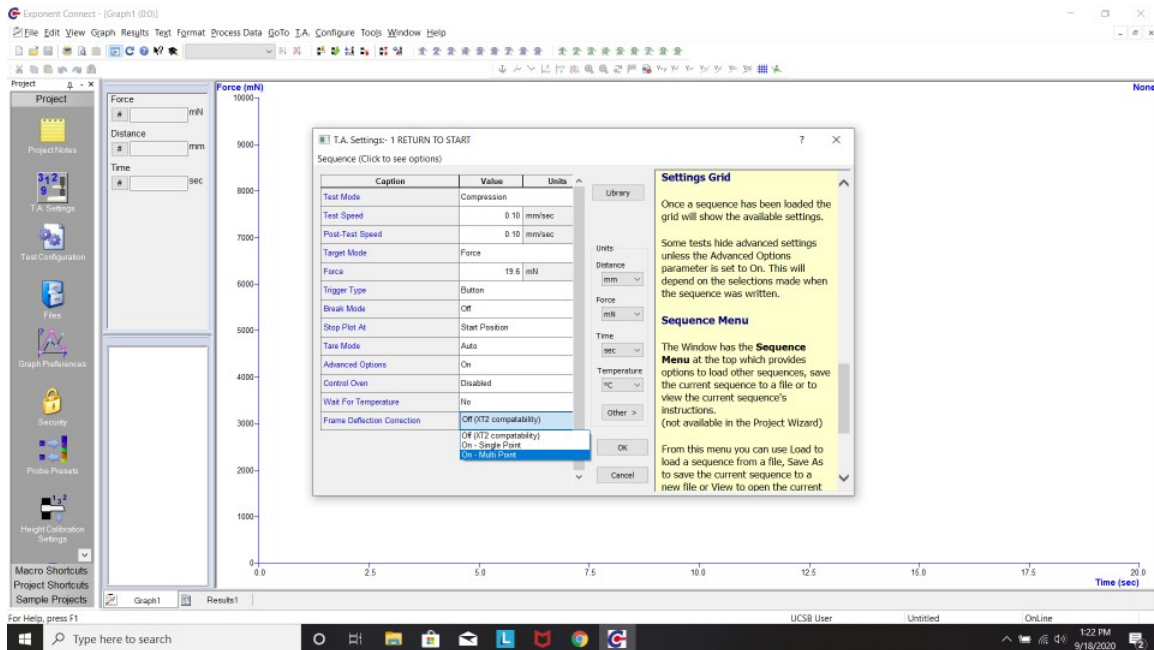 Exponent Connect - [Graph1 (0:0)]
File Edit View Graph Results Text Format Process Data GoTo T.A. Configure Tools Window Help
Project
Project
Project Notes
T.A. Settings
Test Configuration
Files
Graph Preferences
Security
Probe Presets
Height Calibration
Settings
Macro Shortcuts
Project Shortcuts
Sample Projects
Force
# mN
Distance
# mm
Time
# sec
Force (mN)
None
10000
9000
8000
7000
6000
5000
4000
3000
2000
1000
0
0.0 2.5 5.0 7.5 10.0 12.5 15.0 17.5 20.0
Time (sec)
T.A. Settings:- 1 RETURN TO START ? ×
Sequence (Click to see options)
Caption Value Units
Test Mode Compression
Test Speed 0.10 mm/sec
Post-Test Speed 0.10 mm/sec
Target Mode Force
Force 19.6 mN
Trigger Type Button
Break Mode Off
Stop Plot At Start Position
Tare Mode Auto
Advanced Options On
Control Oven Disabled
Wait For Temperature No
Frame Deflection Correction Off (XT2 compatability)
Off (XT2 compatability)
On - Single Point
On - Multi Point
Library
Units
Distance
mm
Force
mN
Time
sec
Temperature
ºC
Other >
OK
Cancel
Settings Grid
Once a sequence has been loaded the
grid will show the available settings.
Some tests hide advanced settings
unless the Advanced Options
parameter is set to On. This will
depend on the selections made when
the sequence was written.
Sequence Menu
The Window has the Sequence
Menu at the top which provides
options to load other sequences, save
the current sequence to a file or to
view the current sequence's
instructions.
(not available in the Project Wizard)
From this menu you can use Load to
load a sequence from a file, Save As
to save the current sequence to a
new file or View to open the current
Graph1 Results1
For Help, press F1 UCSB User Untitled OnLine
Type here to search
1:22 PM
9/18/2020